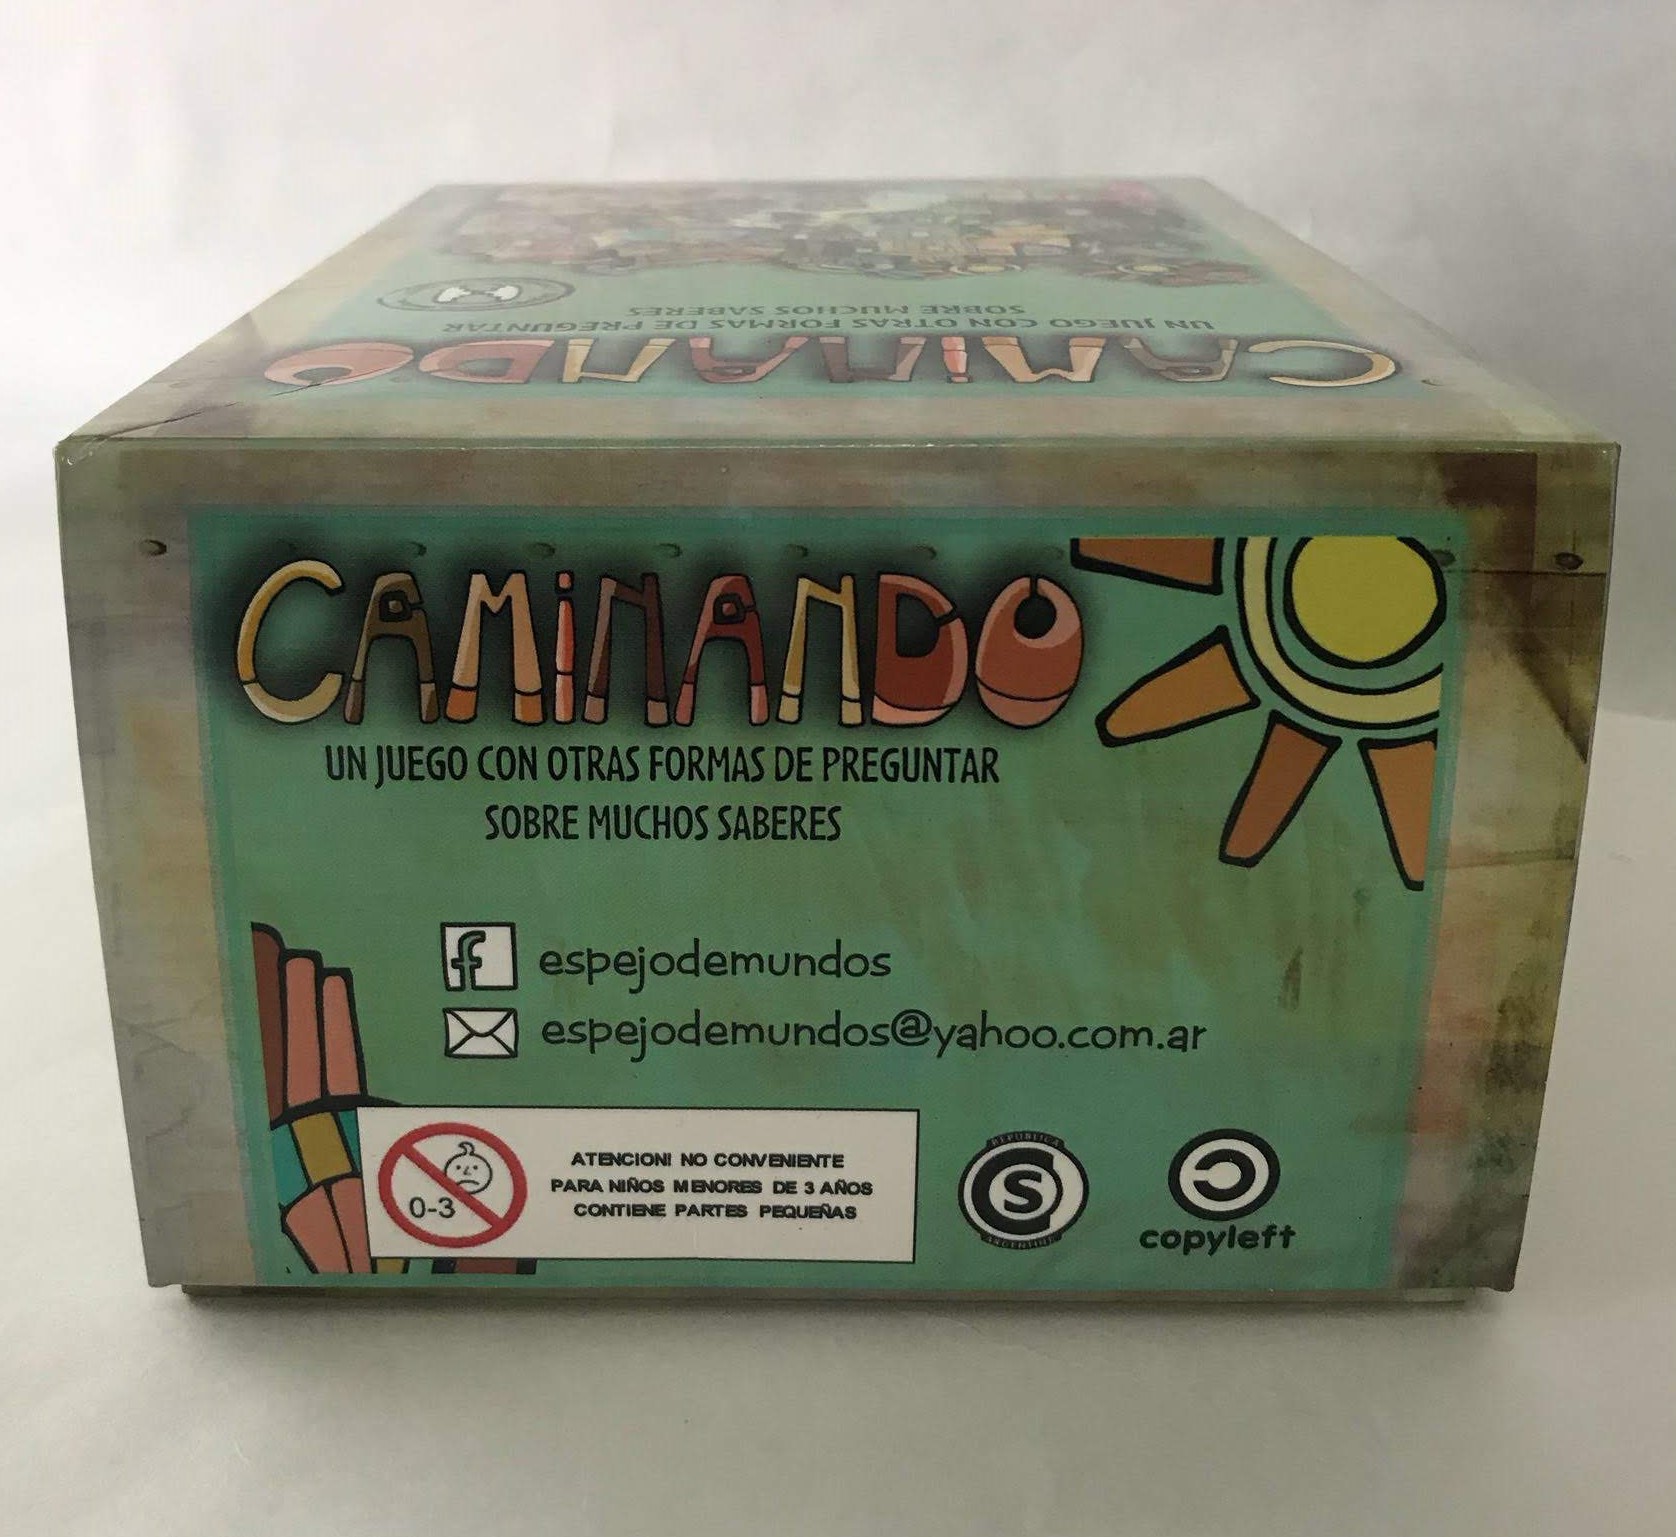 UN JUEGO CON OTRAS FORMAS DE PREGUNTAR
SOBRE MUCHOS SABERES
CAMINANDO
CAMINANDO
UN JUEGO CON OTRAS FORMAS DE PREGUNTAR
SOBRE MUCHOS SABERES
f espejodemundos
espejodemundos@yahoo.com.ar
0-3
ATENCION! NO CONVENIENTE
PARA NIÑOS MENORES DE 3 AÑOS
CONTIENE PARTES PEQUEÑAS
REPUBLICA
S
ARGENTINA
copyleft